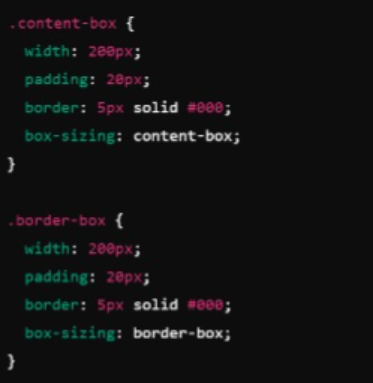 .content-box {
  width: 200px;
  padding: 20px;
  border: 5px solid #000;
  box-sizing: content-box;
}

.border-box {
  width: 200px;
  padding: 20px;
  border: 5px solid #000;
  box-sizing: border-box;
}